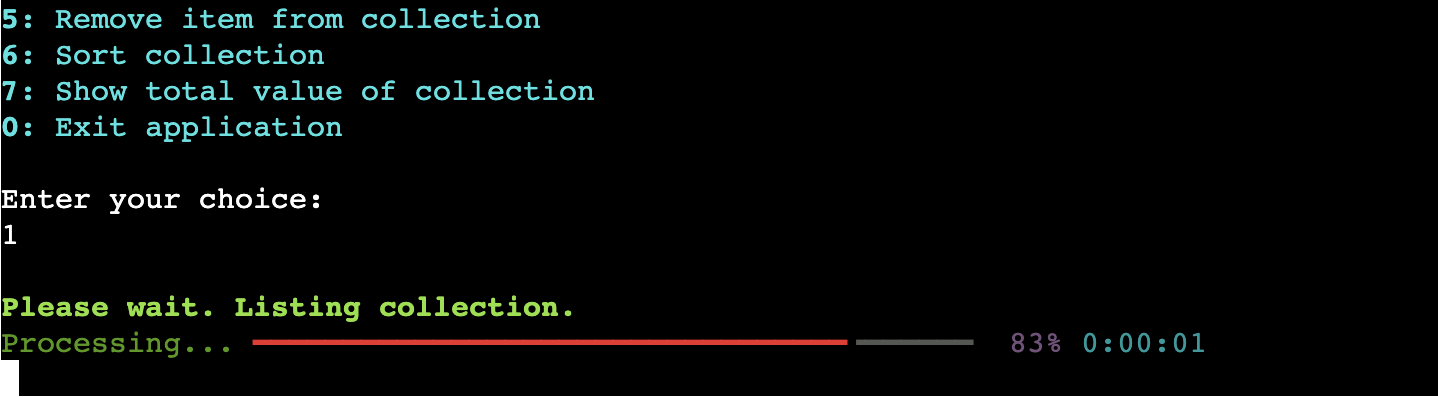 5: Remove item from collection
6: Sort collection
7: Show total value of collection
0: Exit application
Enter your choice:
1
Please wait. Listing collection.
Processing... 83% 0:00:01